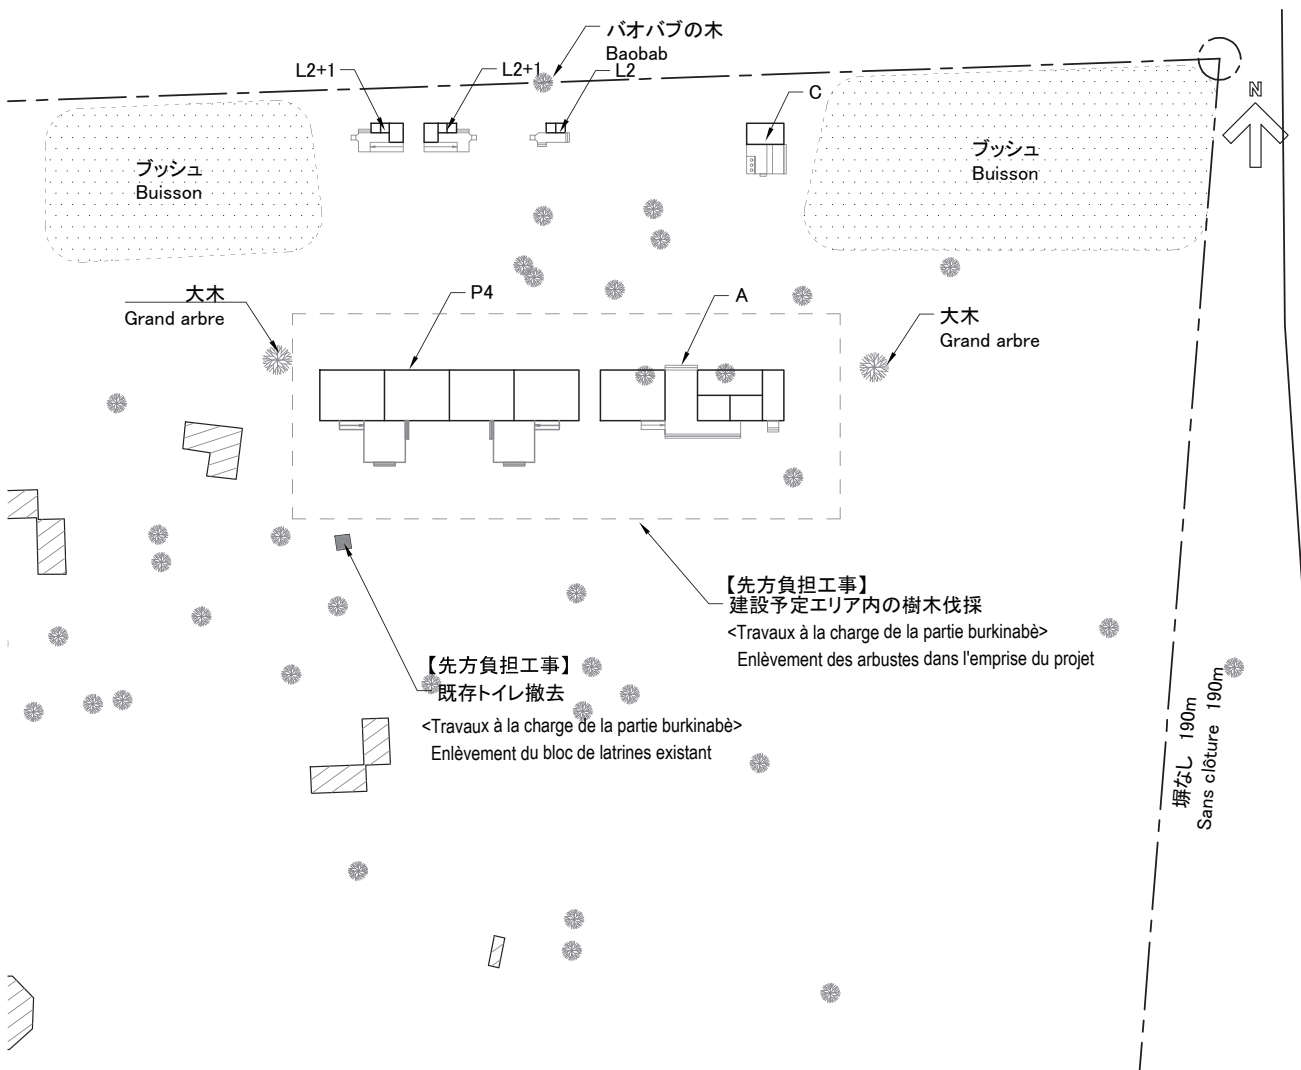 バオバブの木
Baobab
L2+1
L2+1
L2
C
N
ブッシュ
Buisson
ブッシュ
Buisson
大木
Grand arbre
P4
A
大木
Grand arbre
【先方負担工事】
建設予定エリア内の樹木伐採
<Travaux à la charge de la partie burkinabè>
Enlèvement des arbustes dans l'emprise du projet
【先方負担工事】
既存トイレ撤去
<Travaux à la charge de la partie burkinabè>
Enlèvement du bloc de latrines existant
塀なし 190m
Sans clôture 190m